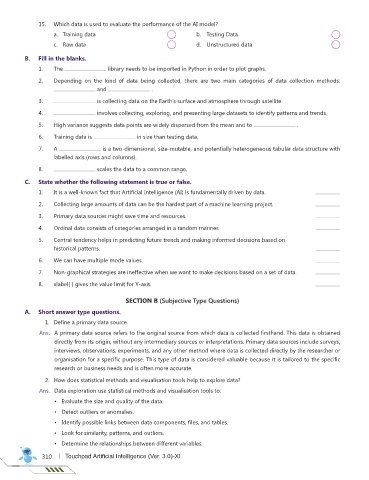 15. Which data is used to evaluate the performance of the AI model?
a. Training data b. Testing Data
c. Raw data d. Unstructured data
B. Fill in the blanks.
1. The _______________ library needs to be imported in Python in order to plot graphs.
2. Depending on the kind of data being collected, there are two main categories of data collection methods:
_______________ and _______________ .
3. _______________ is collecting data on the Earth's surface and atmosphere through satellite.
4. _______________ involves collecting, exploring, and presenting large datasets to identify patterns and trends.
5. High variance suggests data points are widely dispersed from the mean and to _______________ .
6. Training data is _______________ in size than testing data.
7. A _______________ is a two-dimensional, size-mutable, and potentially heterogeneous tabular data structure with
labelled axis (rows and columns).
8. _______________ scales the data to a common range.
C. State whether the following statement is true or false.
1. It is a well-known fact that Artificial Intelligence (AI) is fundamentally driven by data. _________
2. Collecting large amounts of data can be the hardest part of a machine learning project. _________
3. Primary data sources might save time and resources. _________
4. Ordinal data consists of categories arranged in a random manner. _________
5. Central tendency helps in predicting future trends and making informed decisions based on
historical patterns. _________
6. We can have multiple mode values. _________
7. Non-graphical strategies are ineffective when we want to make decisions based on a set of data. _________
8. xlabel( ) gives the value limit for Y-axis. _________
SECTION B (Subjective Type Questions)
A. Short answer type questions.
1. Define a primary data source.
Ans. A primary data source refers to the original source from which data is collected firsthand. This data is obtained
directly from its origin, without any intermediary sources or interpretations. Primary data sources include surveys,
interviews, observations, experiments, and any other method where data is collected directly by the researcher or
organisation for a specific purpose. This type of data is considered valuable because it is tailored to the specific
research or business needs and is often more accurate.
2. How does statistical methods and visualisation tools help to explore data?
Ans. Data exploration use statistical methods and visualisation tools to:
• Evaluate the size and quality of the data.
• Detect outliers or anomalies.
• Identify possible links between data components, files, and tables.
• Look for similarity, patterns, and outliers.
• Determine the relationships between different variables.
310 | Touchpad Artificial Intelligence (Ver. 3.0)-XI